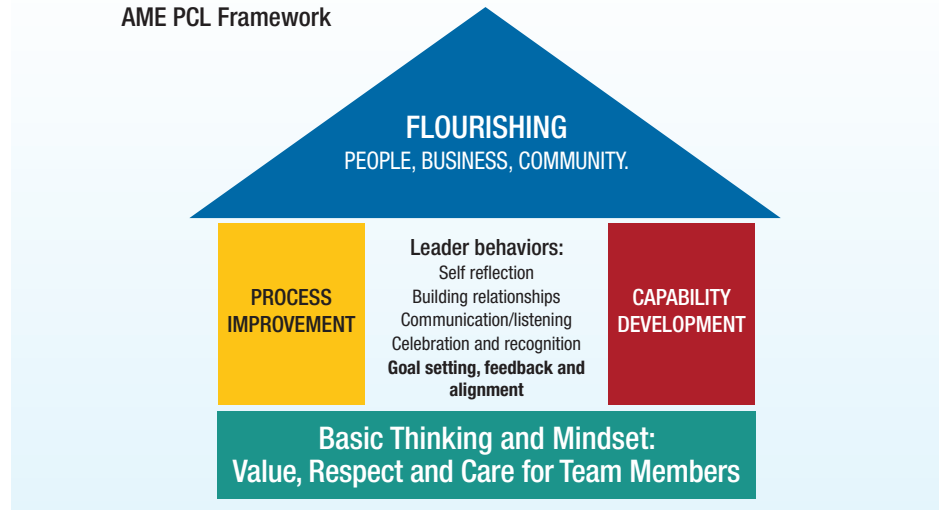 AME PCL Framework
FLOURISHING
PEOPLE, BUSINESS, COMMUNITY.
PROCESS
IMPROVEMENT
Leader behaviors:
Self reflection
Building relationships
Communication/listening
Celebration and recognition
Goal setting, feedback and
alignment
CAPABILITY
DEVELOPMENT
Basic Thinking and Mindset:
Value, Respect and Care for Team Members